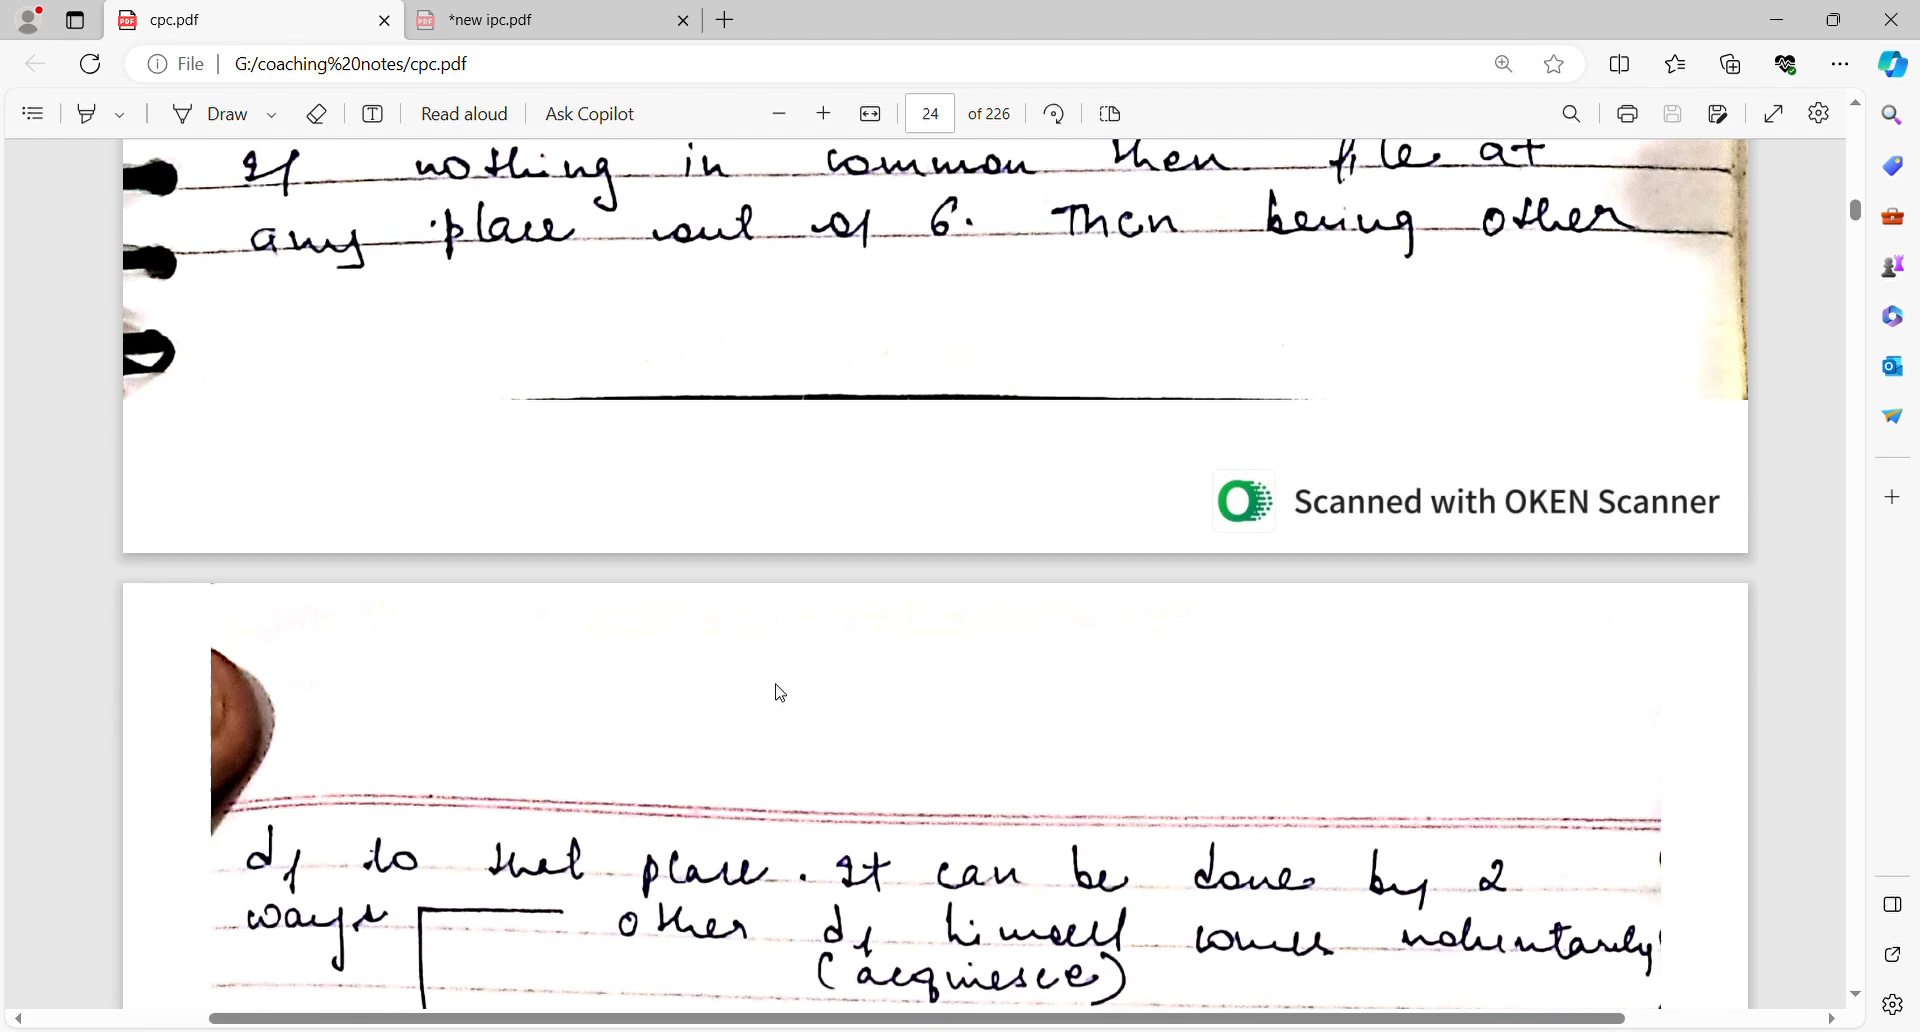 cpc.pdf
*new ipc.pdf
File
G:/coaching%20notes/cpc.pdf
Draw
Read aloud
Ask Copilot
24
of 226
If nothing in common then file at
any place out of 6. Then being other
Scanned with OKEN Scanner
df to that place. It can be done by 2
ways other df himself comes voluntarily
(acquiesce)